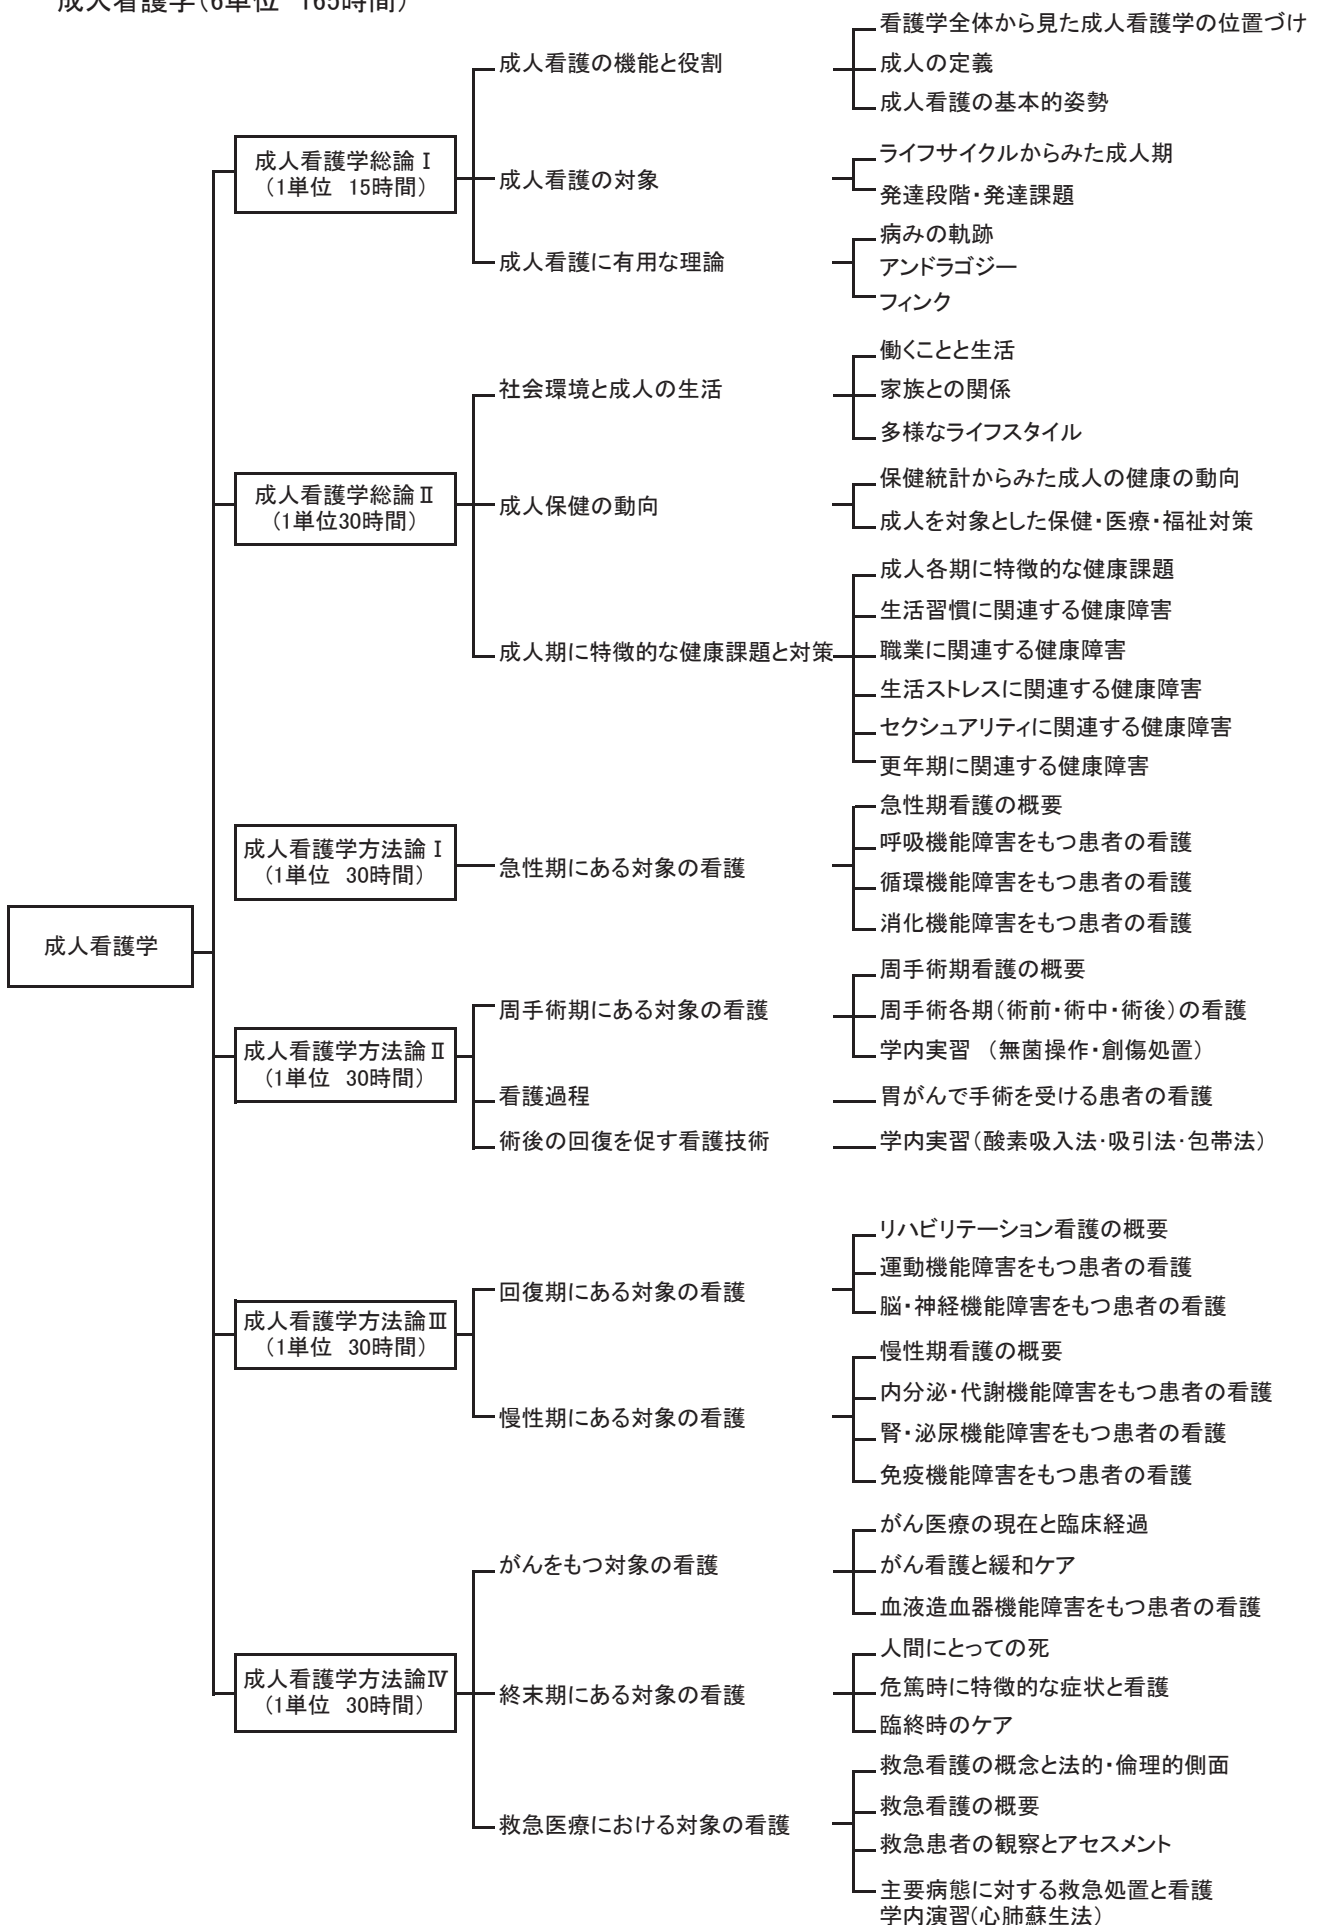 成人看護学（6単位　165時間）
看護学全体から見た成人看護学の位置づけ
成人看護の機能と役割
成人の定義
成人看護の基本的姿勢
成人看護学総論Ⅰ
（1単位　15時間）
成人看護の対象
ライフサイクルからみた成人期
発達段階・発達課題
成人看護に有用な理論
病みの軌跡
アンドラゴジー
フィンク
社会環境と成人の生活
働くことと生活
家族との関係
多様なライフスタイル
成人看護学総論Ⅱ
（1単位30時間）
成人保健の動向
保健統計からみた成人の健康の動向
成人を対象とした保健・医療・福祉対策
成人期に特徴的な健康課題と対策
成人各期に特徴的な健康課題
生活習慣に関連する健康障害
職業に関連する健康障害
生活ストレスに関連する健康障害
セクシュアリティに関連する健康障害
更年期に関連する健康障害
成人看護学方法論Ⅰ
（1単位　30時間）
急性期にある対象の看護
急性期看護の概要
呼吸機能障害をもつ患者の看護
循環機能障害をもつ患者の看護
消化機能障害をもつ患者の看護
成人看護学
成人看護学方法論Ⅱ
（1単位　30時間）
周手術期にある対象の看護
周手術期看護の概要
周手術各期（術前・術中・術後）の看護
学内実習　（無菌操作・創傷処置）
看護過程
胃がんで手術を受ける患者の看護
術後の回復を促す看護技術
学内実習（酸素吸入法・吸引法・包帯法）
成人看護学方法論Ⅲ
（1単位　30時間）
回復期にある対象の看護
リハビリテーション看護の概要
運動機能障害をもつ患者の看護
脳・神経機能障害をもつ患者の看護
慢性期にある対象の看護
慢性期看護の概要
内分泌・代謝機能障害をもつ患者の看護
腎・泌尿機能障害をもつ患者の看護
免疫機能障害をもつ患者の看護
成人看護学方法論Ⅳ
（1単位　30時間）
がんをもつ対象の看護
がん医療の現在と臨床経過
がん看護と緩和ケア
血液造血器機能障害をもつ患者の看護
終末期にある対象の看護
人間にとっての死
危篤時に特徴的な症状と看護
臨終時のケア
救急医療における対象の看護
救急看護の概念と法的・倫理的側面
救急看護の概要
救急患者の観察とアセスメント
主要病態に対する救急処置と看護
学内演習(心肺蘇生法）